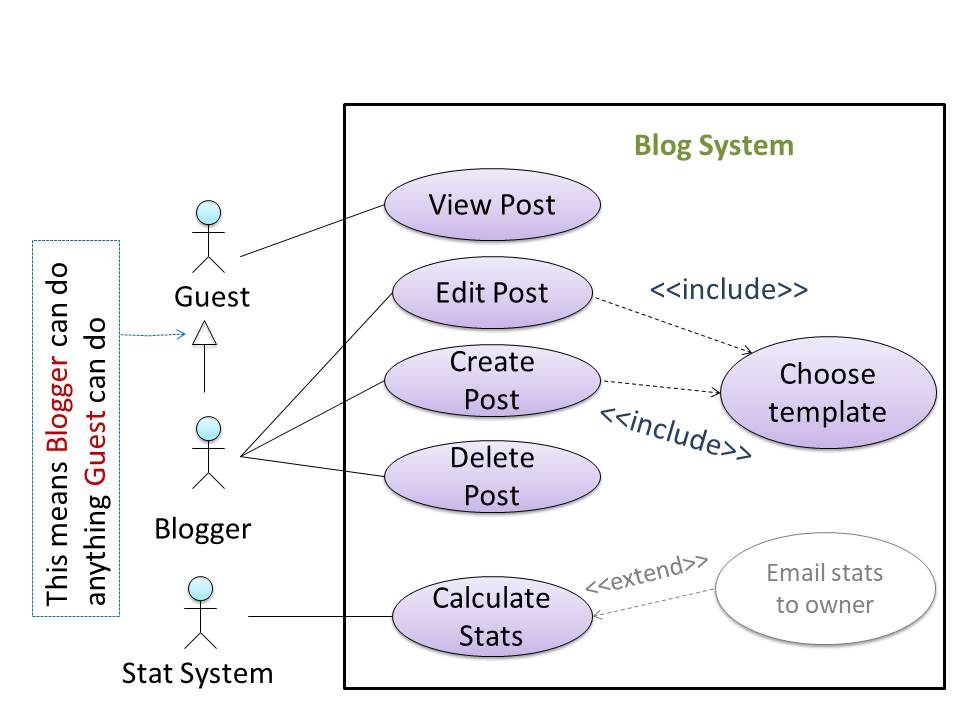 Blog System
View Post
Guest
Edit Post
<<include>>
This means Blogger can do
anything Guest can do
Create
Post
Choose
template
<<include>>
Delete
Post
Blogger
<<extend>>
Email stats
to owner
Calculate
Stats
Stat System